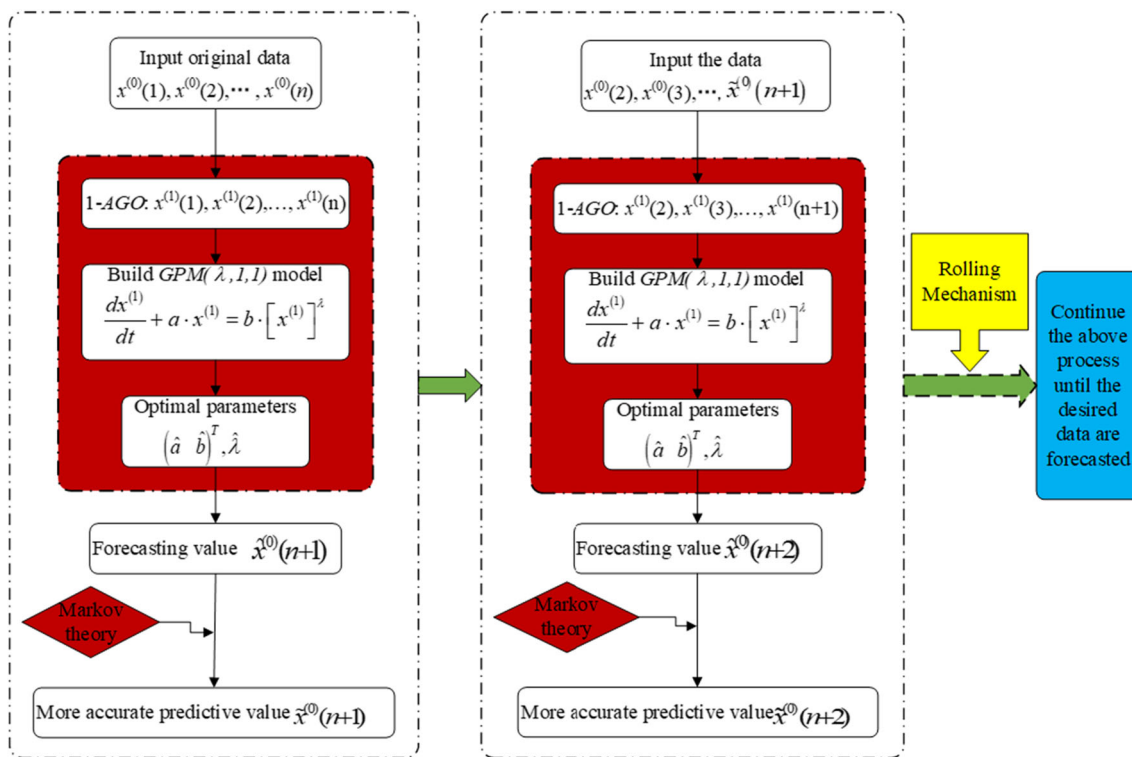 Input original data
x⁽⁰⁾(1), x⁽⁰⁾(2),⋯ , x⁽⁰⁾(n)
1-AGO: x⁽¹⁾(1), x⁽¹⁾(2),…, x⁽¹⁾(n)
Build GPM(λ,1,1) model
dx⁽¹⁾/dt + a · x⁽¹⁾ = b · [x⁽¹⁾]^λ
Optimal parameters
(â b̂)ᵀ, λ̂
Forecasting value x̂⁽⁰⁾(n+1)
Markov
theory
More accurate predictive value x̃⁽⁰⁾(n+1)
Input the data
x⁽⁰⁾(2), x⁽⁰⁾(3),⋯, x̃⁽⁰⁾(n+1)
1-AGO: x⁽¹⁾(2), x⁽¹⁾(3),…, x⁽¹⁾(n+1)
Build GPM(λ,1,1) model
dx⁽¹⁾/dt + a · x⁽¹⁾ = b · [x⁽¹⁾]^λ
Optimal parameters
(â b̂)ᵀ, λ̂
Forecasting value x̂⁽⁰⁾(n+2)
Markov
theory
More accurate predictive value x̃⁽⁰⁾(n+2)
Rolling
Mechanism
Continue
the above
process
until the
desired
data are
forecasted